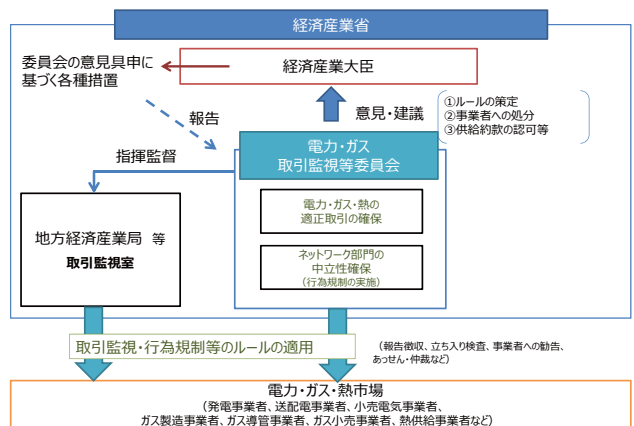 経済産業省
委員会の意見具申に
基づく各種措置
経済産業大臣
報告
意見・建議
①ルールの策定
②事業者への処分
③供給約款の認可等
指揮監督
電力・ガス
取引監視等委員会
電力・ガス・熱の
適正取引の確保
地方経済産業局 等
取引監視室
ネットワーク部門の
中立性確保
(行為規制の実施)
取引監視・行為規制等のルールの適用
(報告徴収、立ち入り検査、事業者への勧告、
あっせん・仲裁など)
電力・ガス・熱市場
(発電事業者、送配電事業者、小売電気事業者、
ガス製造事業者、ガス導管事業者、ガス小売事業者、熱供給事業者など)